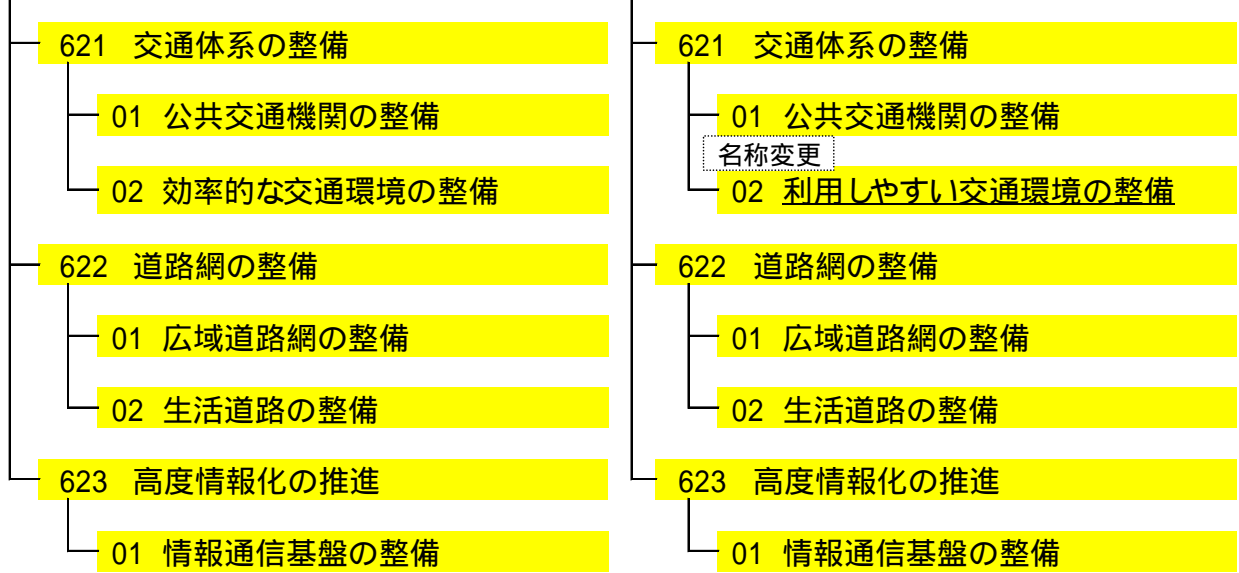 621 交通体系の整備
01 公共交通機関の整備
02 効率的な交通環境の整備
622 道路網の整備
01 広域道路網の整備
02 生活道路の整備
623 高度情報化の推進
01 情報通信基盤の整備
621 交通体系の整備
01 公共交通機関の整備
名称変更
02 利用しやすい交通環境の整備
622 道路網の整備
01 広域道路網の整備
02 生活道路の整備
623 高度情報化の推進
01 情報通信基盤の整備